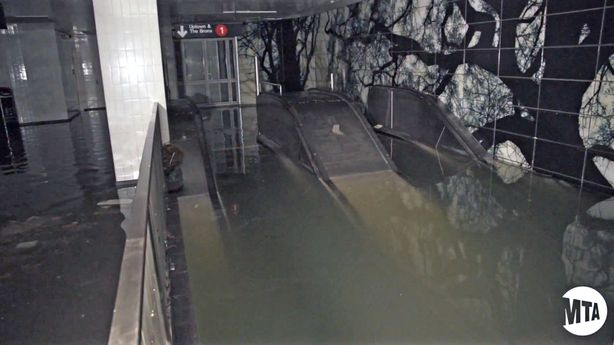 Uptown &
The Bronx 1
MTA